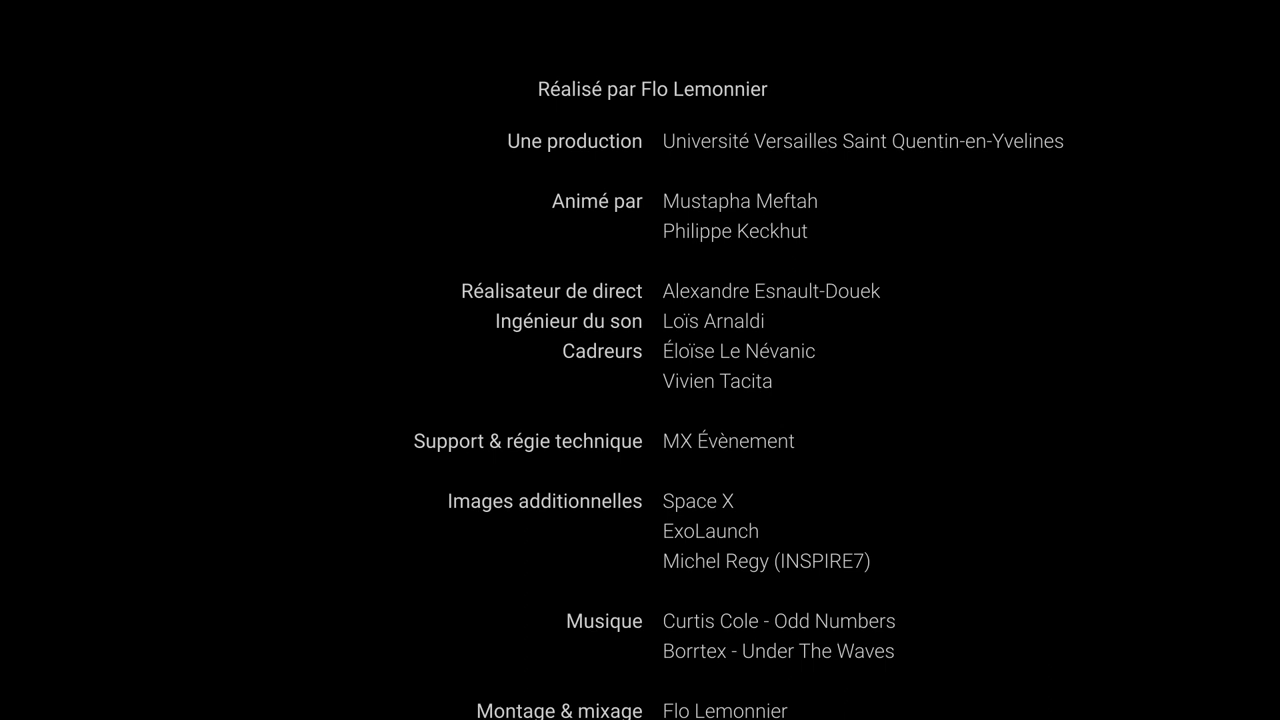 Réalisé par Flo Lemonnier
Une production Université Versailles Saint Quentin-en-Yvelines
Animé par Mustapha Meftah
Philippe Keckhut
Réalisateur de direct Alexandre Esnault-Douek
Ingénieur du son Loïs Arnaldi
Cadreurs Éloïse Le Névanic
Vivien Tacita
Support & régie technique MX Évènement
Images additionnelles Space X
ExoLaunch
Michel Regy (INSPIRE7)
Musique Curtis Cole - Odd Numbers
Borrtex - Under The Waves
Montage & mixage Flo Lemonnier